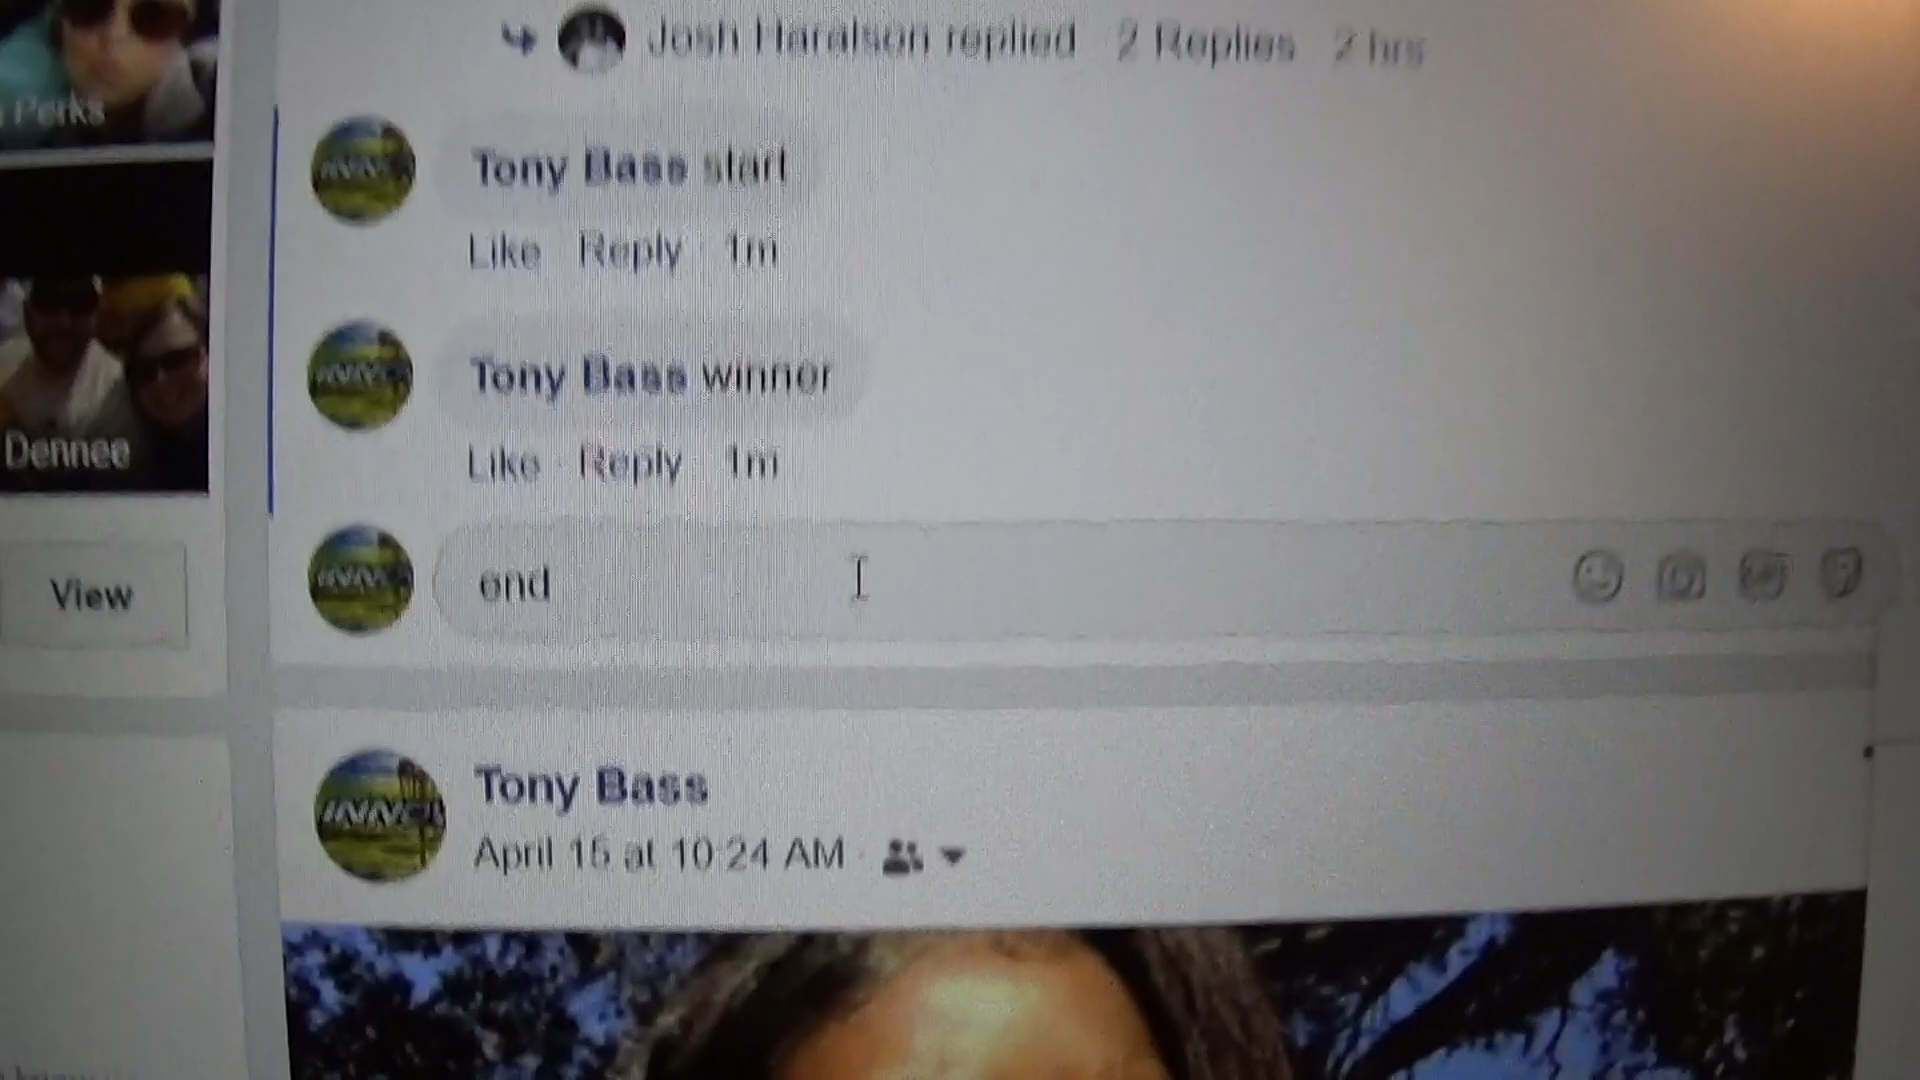 Josh Haralson replied 2 Replies 2 hrs
Perks
Tony Bass start
Like Reply 1m
Tony Bass winner
Dennee
Like · Reply 1m
end
View
Tony Bass
April 15 at 10:24 AM
INNOV